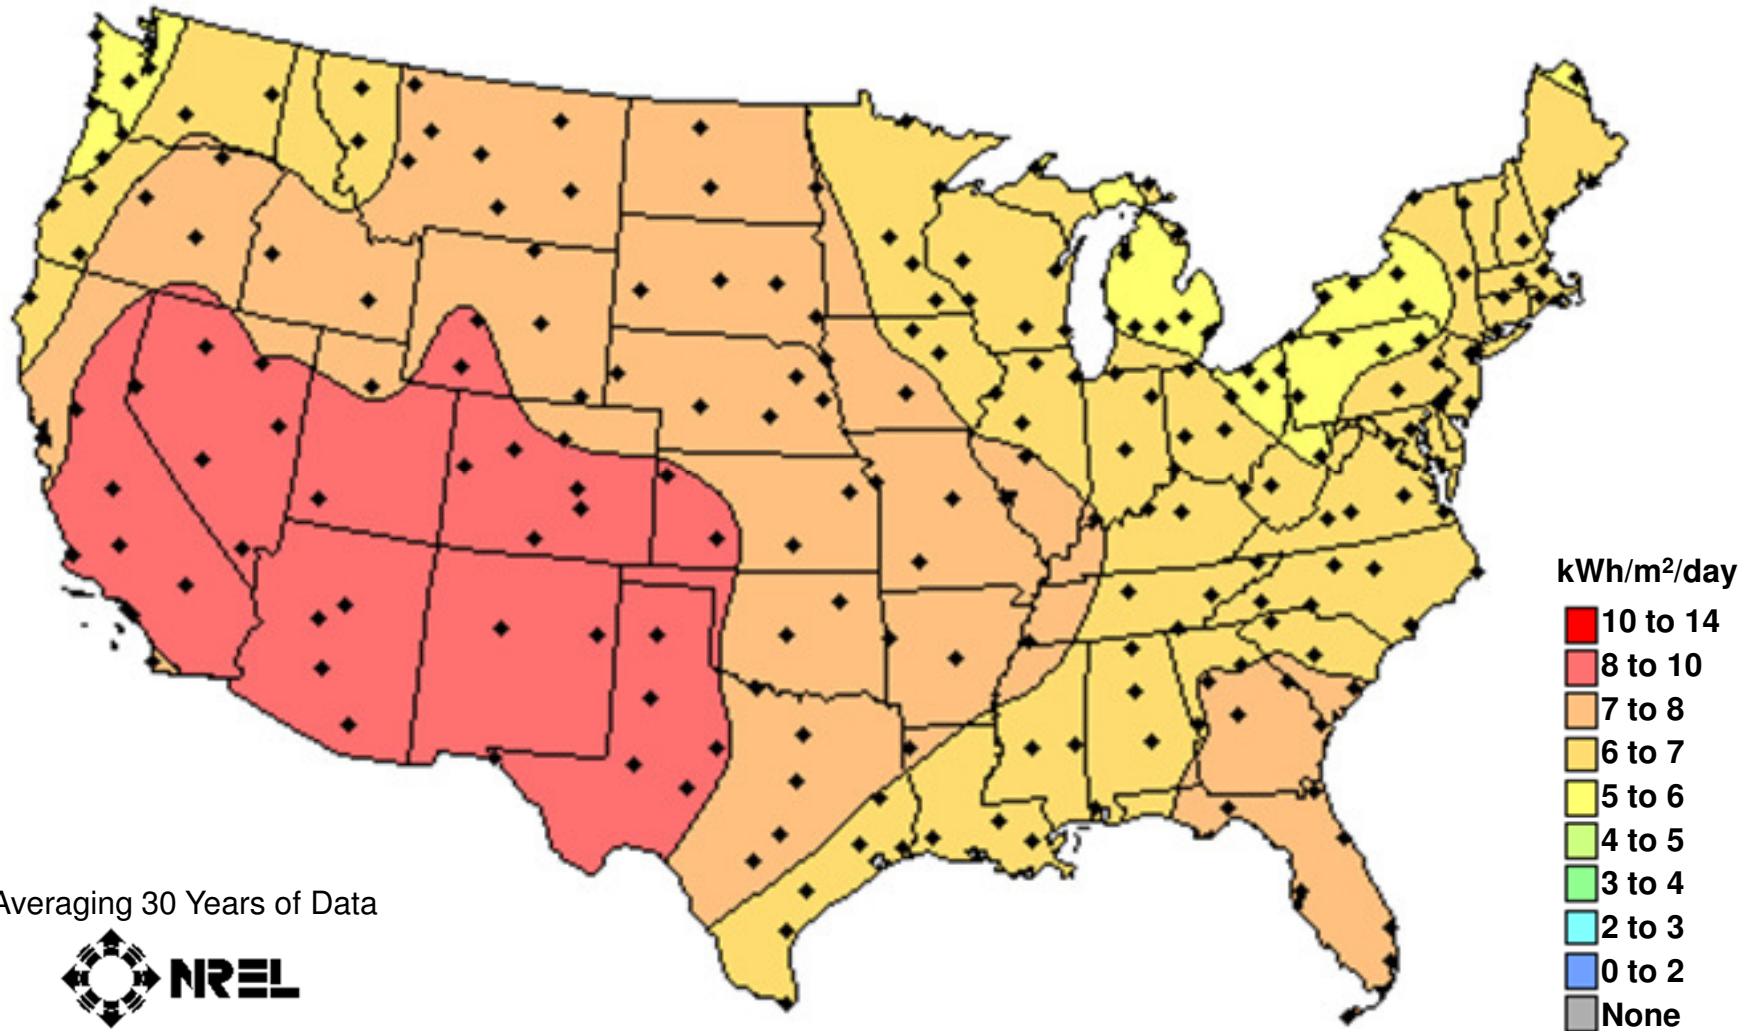 kWh/m²/day
10 to 14
8 to 10
7 to 8
6 to 7
5 to 6
4 to 5
3 to 4
2 to 3
0 to 2
None
Averaging 30 Years of Data
NREL